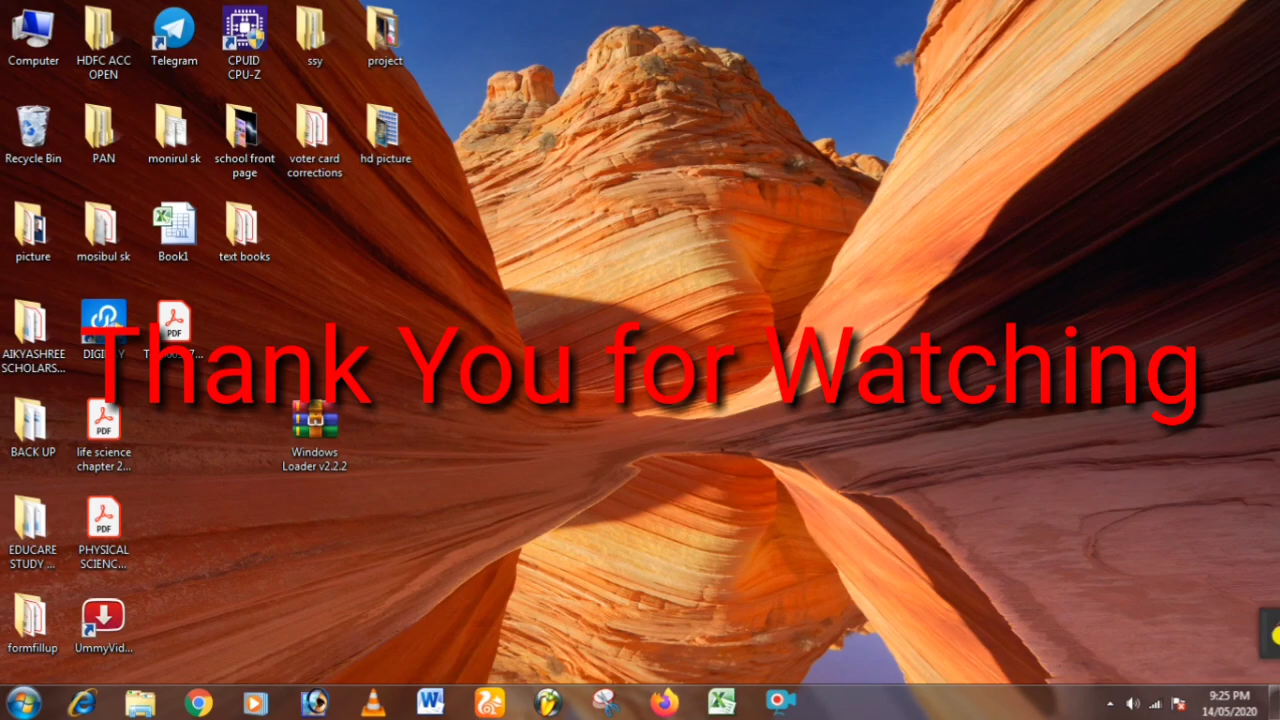 Computer
HDFC ACC
OPEN
Telegram
CPUID
CPU-Z
ssy
project
Recycle Bin
PAN
monirul sk
school front
page
voter card
corrections
hd picture
picture
mosibul sk
Book1
text books
AIKYASHREE
SCHOLARS...
PDF
Thank You for Watching
BACK UP
PDF
life science
chapter 2...
Windows
Loader v2.2.2
EDUCARE
STUDY ...
PDF
PHYSICAL
SCIENC...
formfillup
UmmyVid...
9:25 PM
14/05/2020